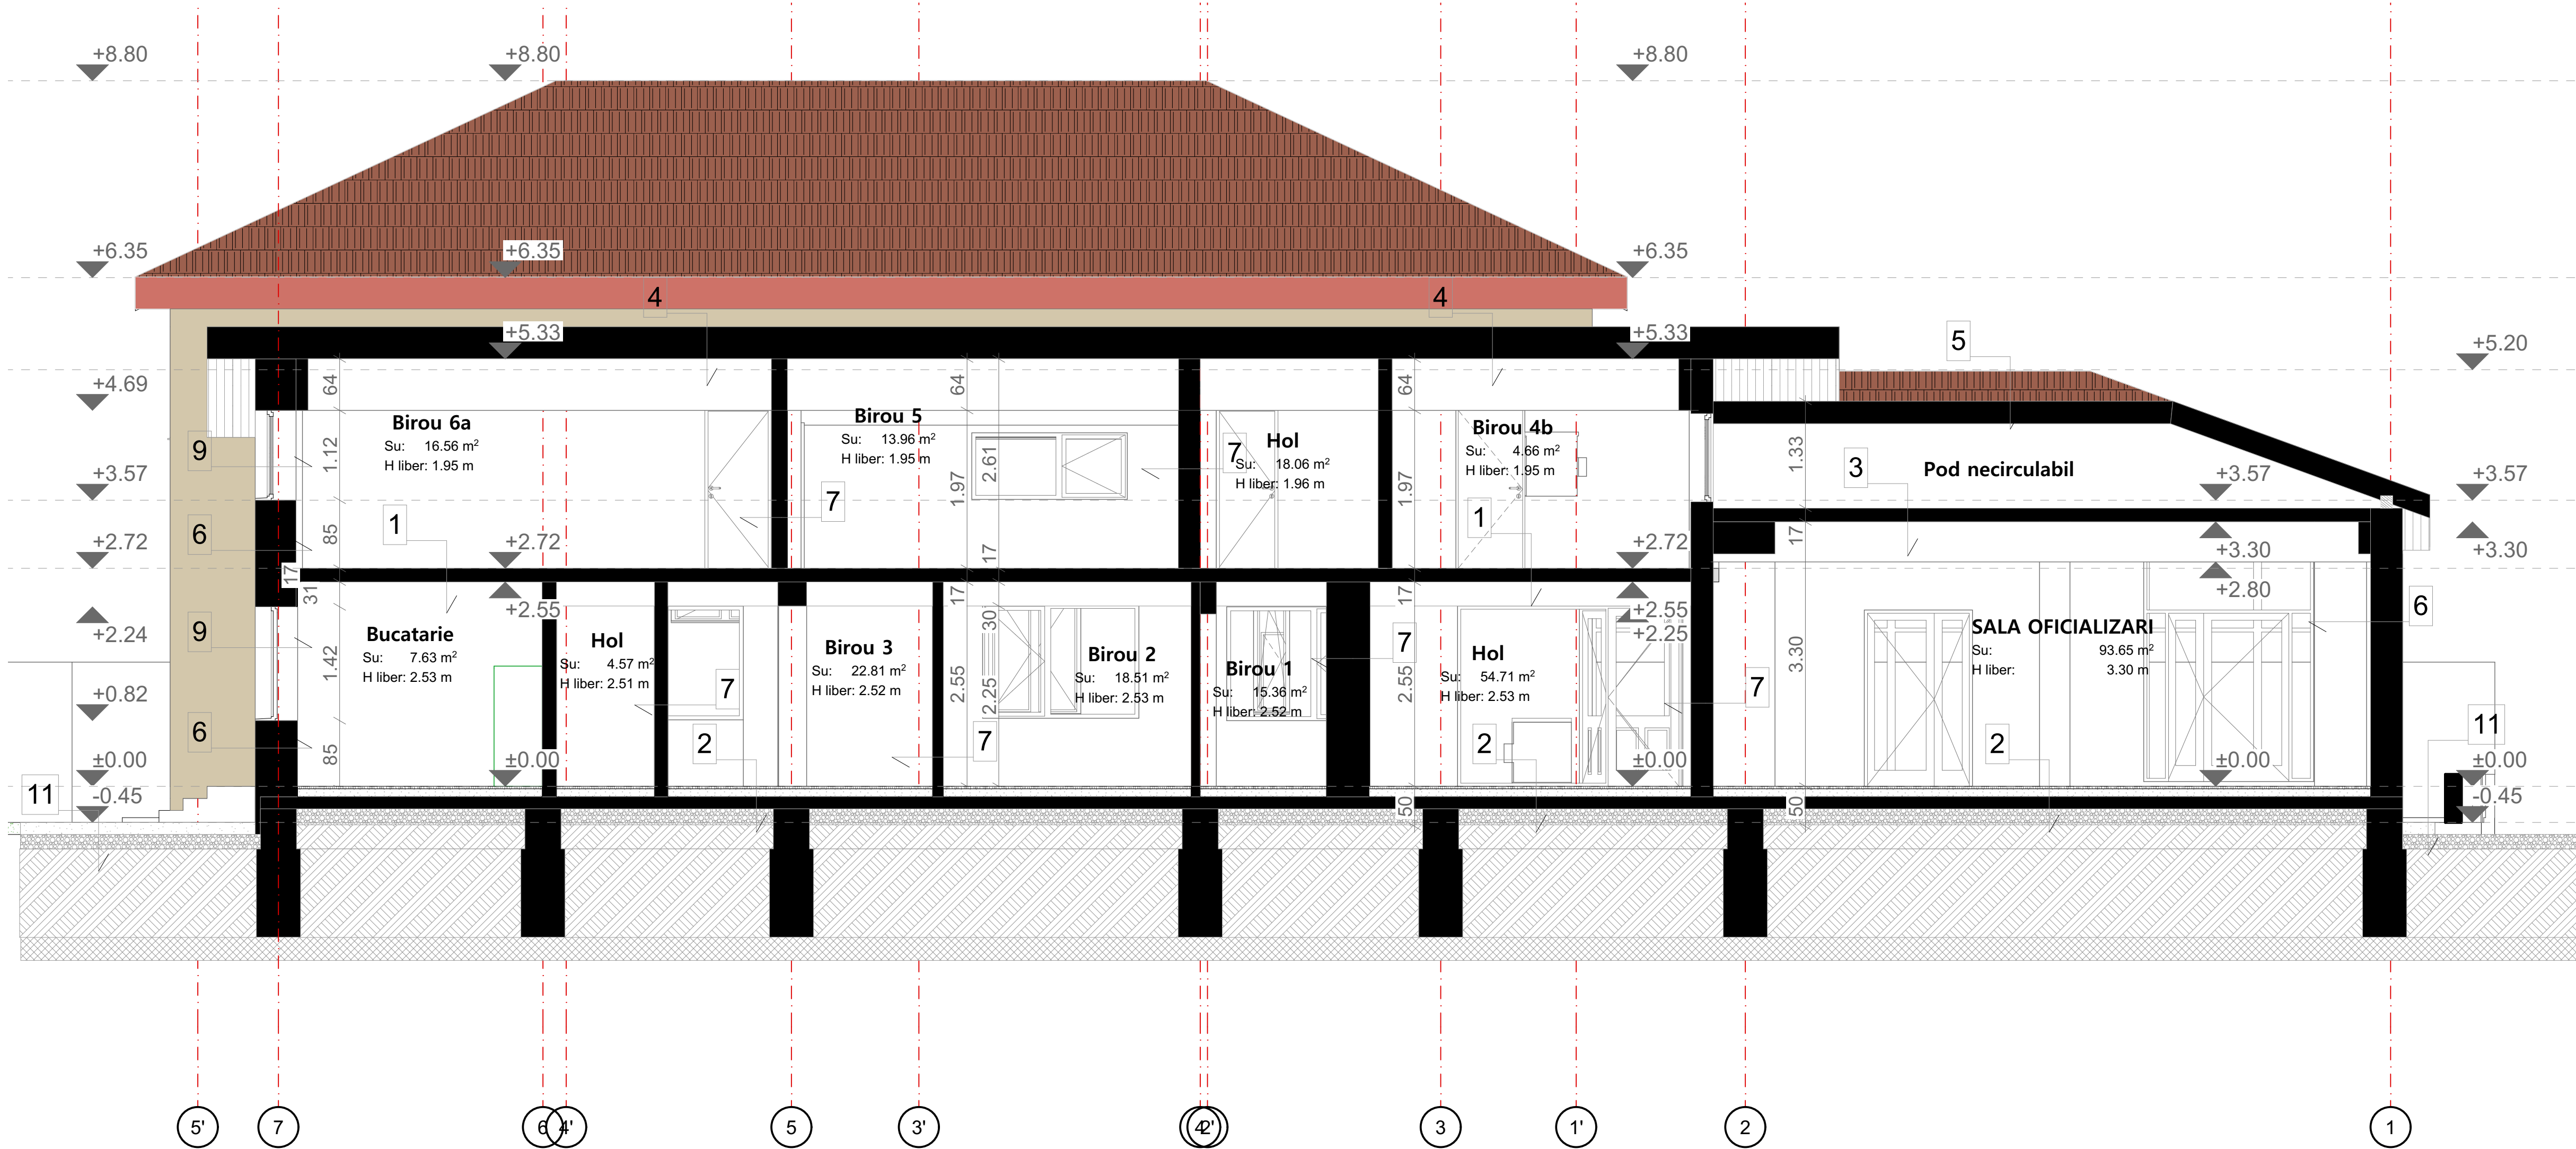 +8.80
+8.80
+8.80
+6.35
+6.35
+6.35
4
4
+5.33
+5.33
5
+5.20
+4.69
64
64
64
Birou 6a
Su: 16.56 m²
H liber: 1.95 m
Birou 5
Su: 13.96 m²
H liber: 1.95 m
Hol
Su: 18.06 m²
H liber: 1.96 m
Birou 4b
Su: 4.66 m²
H liber: 1.95 m
9
1.12
2.61
1.97
7
1.97
1.33
3
Pod necirculabil
+3.57
+3.57
+3.57
7
1
1
6
85
17
17
+2.72
+2.72
+2.72
+3.30
+3.30
17
31
+2.55
17
30
17
+2.55
+2.25
+2.80
+2.24
9
Bucatarie
Su: 7.63 m²
H liber: 2.53 m
Hol
Su: 4.57 m²
H liber: 2.51 m
Birou 3
Su: 22.81 m²
H liber: 2.52 m
Birou 2
Su: 18.51 m²
H liber: 2.53 m
Birou 1
Su: 15.36 m²
H liber: 2.52 m
7
Hol
Su: 54.71 m²
H liber: 2.53 m
SALA OFICIALIZARI
Su: 93.65 m²
H liber: 3.30 m
6
1.42
2.55
2.25
2.55
3.30
7
7
+0.82
6
85
2
7
2
2
11
±0.00
±0.00
±0.00
±0.00
±0.00
11
-0.45
50
50
-0.45
5'
7
6
4'
5
3'
4
2'
3
1'
2
1